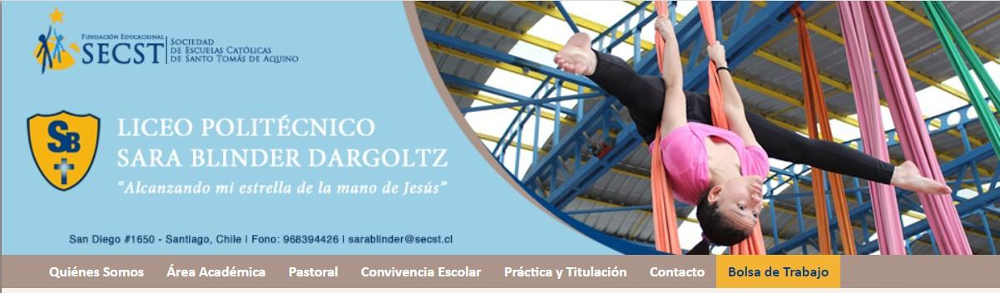 FUNDACIÓN EDUCACIONAL
SECST
SOCIEDAD
DE ESCUELAS CATÓLICAS
DE SANTO TOMÁS DE AQUINO
SB
LICEO POLITÉCNICO
SARA BLINDER DARGOLTZ
“Alcanzando mi estrella de la mano de Jesús”
San Diego #1650 - Santiago, Chile | Fono: 968394426 | sarablinder@secst.cl
Quiénes Somos Área Académica Pastoral Convivencia Escolar Práctica y Titulación Contacto Bolsa de Trabajo